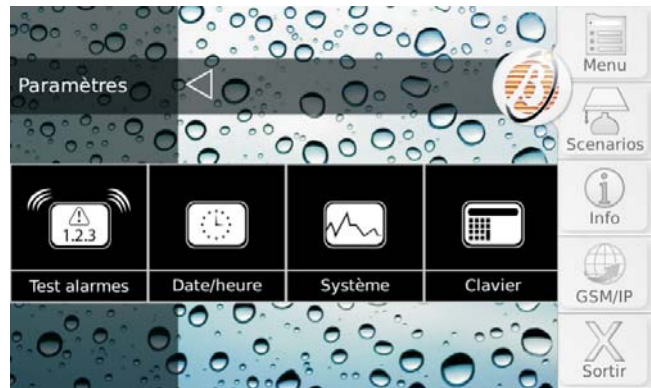 Paramètres
Menu
Scenarios
Info
GSM/IP
Sortir
1.2.3
Test alarmes
Date/heure
Système
Clavier